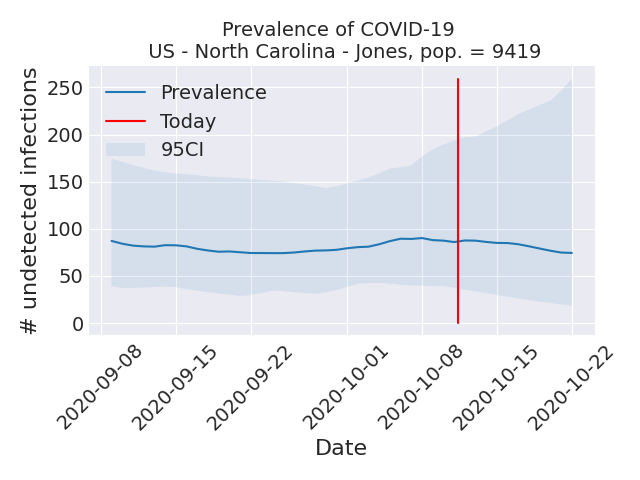 Prevalence of COVID-19
US - North Carolina - Jones, pop. = 9419
# undetected infections
250
200
150
100
50
0
Prevalence
Today
95CI
2020-09-08
2020-09-15
2020-09-22
2020-10-01
2020-10-08
2020-10-15
2020-10-22
Date